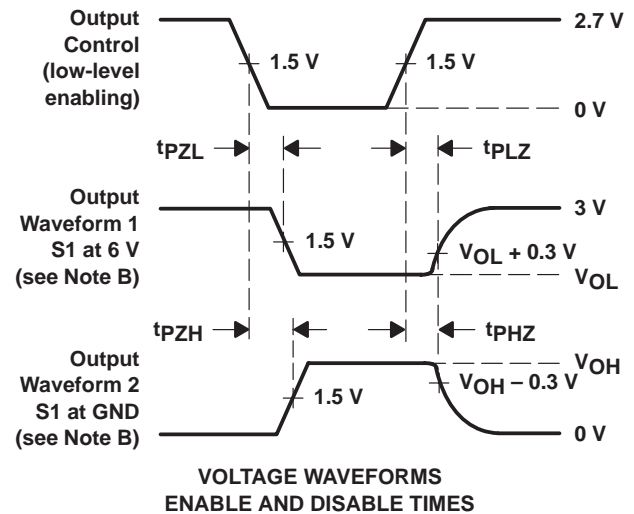 Output
Control
(low-level
enabling)
2.7 V
1.5 V
1.5 V
0 V
tPZL
tPLZ
Output
Waveform 1
S1 at 6 V
(see Note B)
3 V
1.5 V
VOL + 0.3 V
VOL
tPZH
tPHZ
Output
Waveform 2
S1 at GND
(see Note B)
VOH
VOH – 0.3 V
1.5 V
0 V
VOLTAGE WAVEFORMS
ENABLE AND DISABLE TIMES